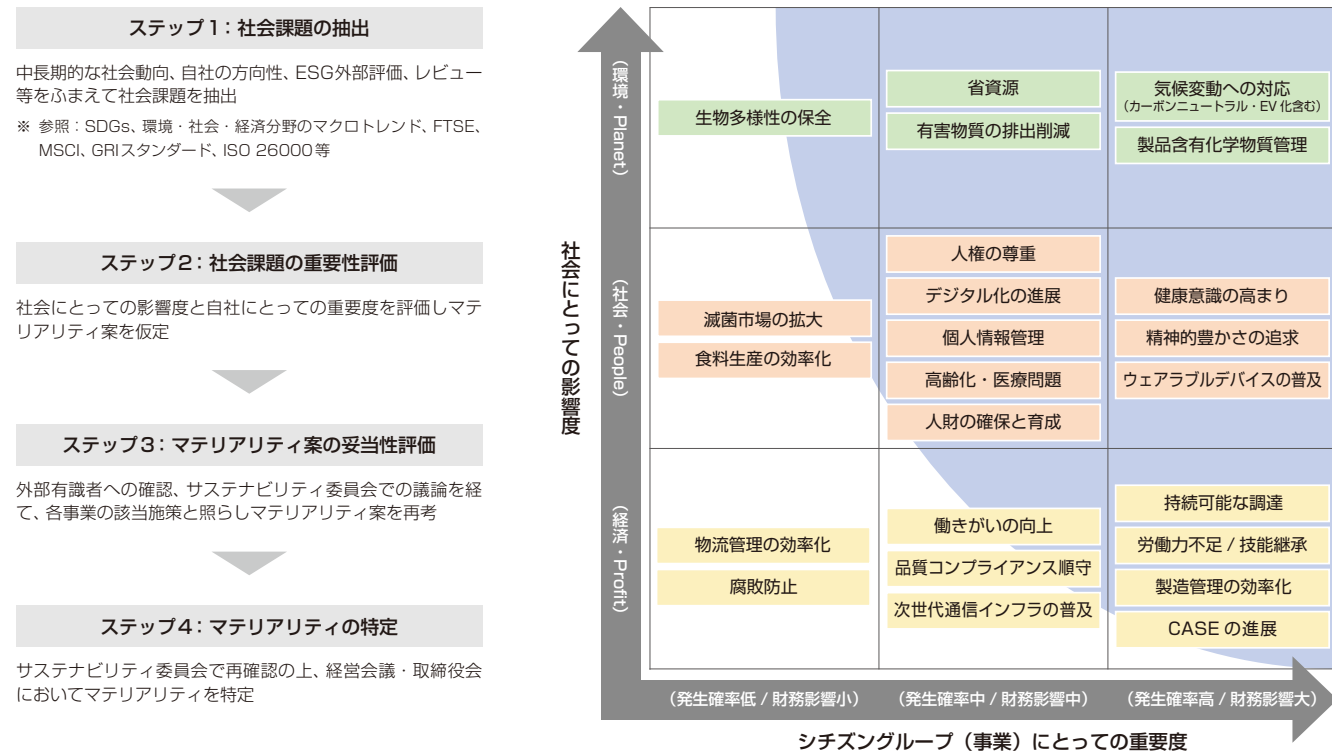 ステップ1：社会課題の抽出
中長期的な社会動向、自社の方向性、ESG外部評価、レビュー
等をふまえて社会課題を抽出
※ 参照：SDGs、環境・社会・経済分野のマクロトレンド、FTSE、
MSCI、GRIスタンダード、ISO 26000等
ステップ2：社会課題の重要性評価
社会にとっての影響度と自社にとっての重要度を評価しマテ
リアリティ案を仮定
ステップ3：マテリアリティ案の妥当性評価
外部有識者への確認、サステナビリティ委員会での議論を経
て、各事業の該当施策と照らしマテリアリティ案を再考
ステップ4：マテリアリティの特定
サステナビリティ委員会で再確認の上、経営会議・取締役会
においてマテリアリティを特定
社会にとっての影響度
（環境・Planet）
生物多様性の保全
省資源
有害物質の排出削減
気候変動への対応
（カーボンニュートラル・EV化含む）
製品含有化学物質管理
（社会・People）
滅菌市場の拡大
食料生産の効率化
人権の尊重
デジタル化の進展
個人情報管理
高齢化・医療問題
人財の確保と育成
健康意識の高まり
精神的豊かさの追求
ウェアラブルデバイスの普及
（経済・Profit）
物流管理の効率化
腐敗防止
働きがいの向上
品質コンプライアンス順守
次世代通信インフラの普及
持続可能な調達
労働力不足 / 技能継承
製造管理の効率化
CASE の進展
（発生確率低 / 財務影響小）
（発生確率中 / 財務影響中）
（発生確率高 / 財務影響大）
シチズングループ（事業）にとっての重要度